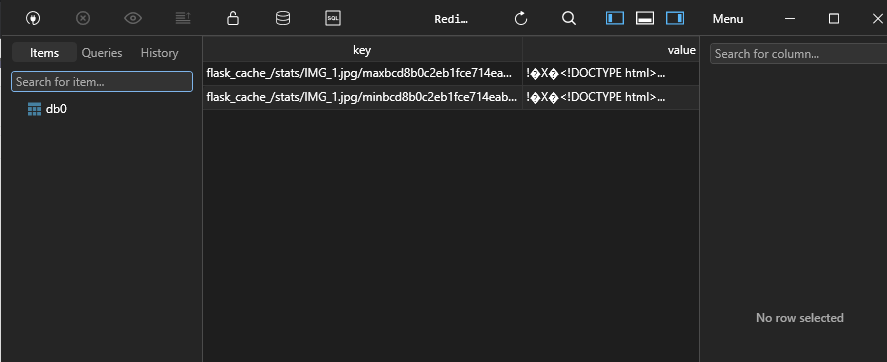 SQL Redi... Menu
Items Queries History
Search for item...
db0
key value
flask_cache_/stats/IMG_1.jpg/maxbcd8b0c2eb1fce714ea... !�X�<!DOCTYPE html>...
flask_cache_/stats/IMG_1.jpg/minbcd8b0c2eb1fce714eab... !�X�<!DOCTYPE html>...
Search for column...
No row selected